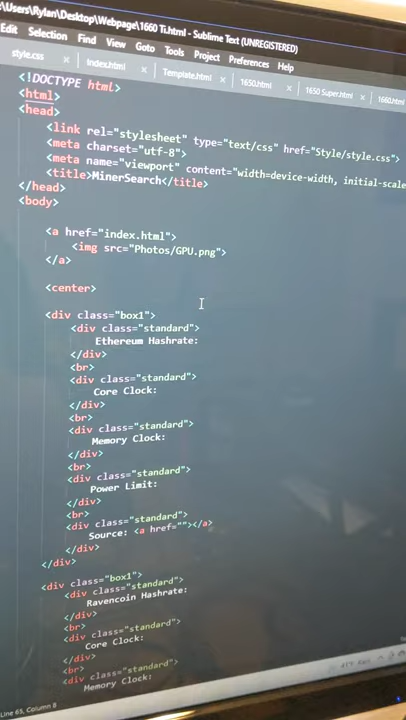 \Users\Rylan\Desktop\Webpage\1660 Ti.html - Sublime Text (UNREGISTERED)
Edit Selection Find View Goto Tools Project Preferences Help
style.css × Index.html × Template.html × 1650.html × 1650 Super.html × 1660.html
<!DOCTYPE html>
<html>
<head>
<link rel="stylesheet" type="text/css" href="Style/style.css">
<meta charset="utf-8">
<meta name="viewport" content="width=device-width, initial-scale
<title>MinerSearch</title>
</head>
<body>
<a href="index.html">
<img src="Photos/GPU.png">
</a>
<center>
<div class="box1">
<div class="standard">
Ethereum Hashrate:
</div>
<br>
<div class="standard">
Core Clock:
</div>
<br>
<div class="standard">
Memory Clock:
</div>
<br>
<div class="standard">
Power Limit:
</div>
<br>
<div class="standard">
Source: <a href=""></a>
</div>
</div>
<div class="box1">
<div class="standard">
Ravencoin Hashrate:
</div>
<br>
<div class="standard">
Core Clock:
</div>
<br>
<div class="standard">
Memory Clock:
Line 65, Column 8